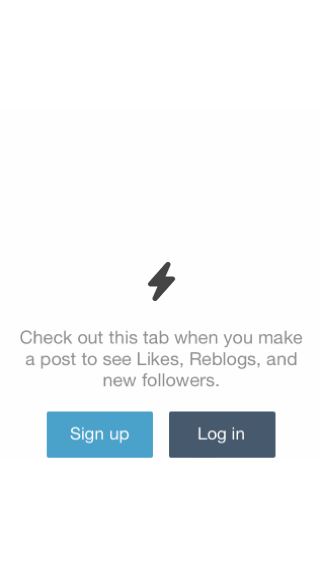 Check out this tab when you make
a post to see Likes, Reblogs, and
new followers.
Sign up
Log in